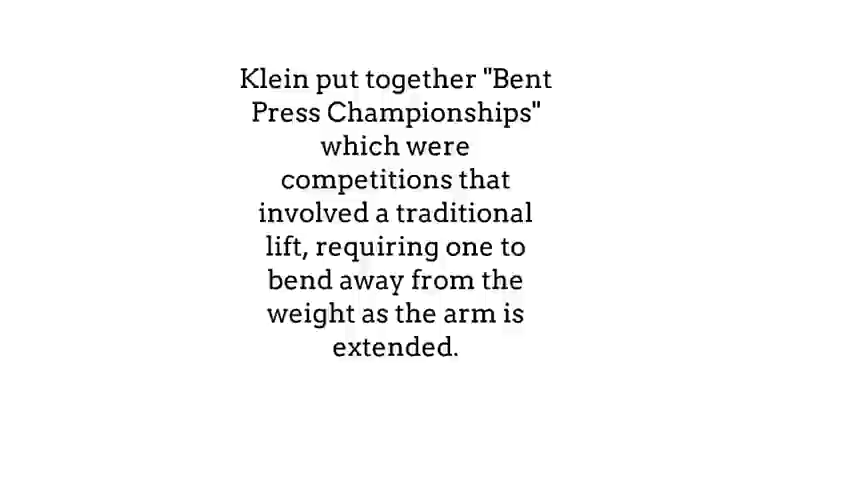 Klein put together "Bent
Press Championships"
which were
competitions that
involved a traditional
lift, requiring one to
bend away from the
weight as the arm is
extended.